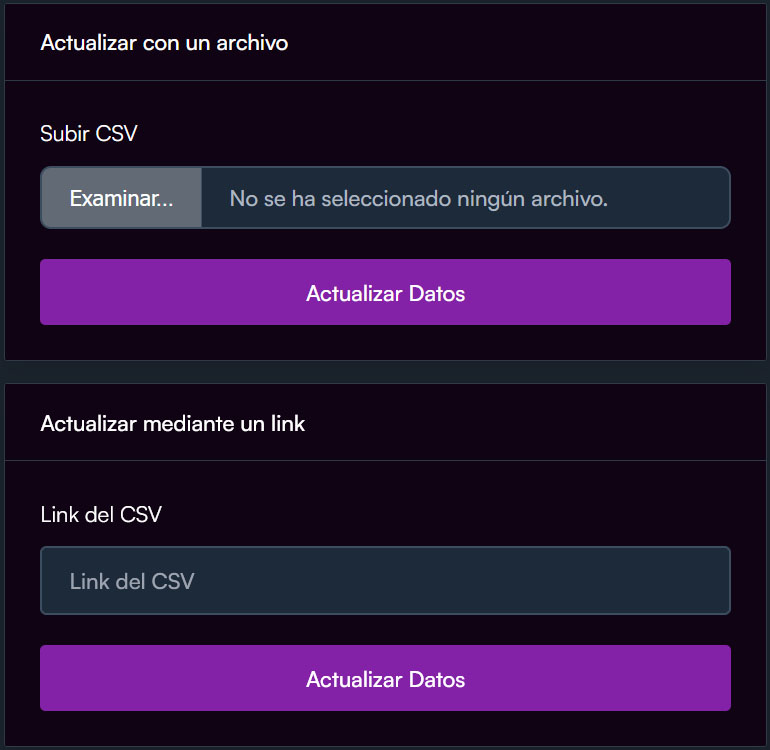 Actualizar con un archivo
Subir CSV
Examinar... No se ha seleccionado ningún archivo.
Actualizar Datos
Actualizar mediante un link
Link del CSV
Link del CSV
Actualizar Datos